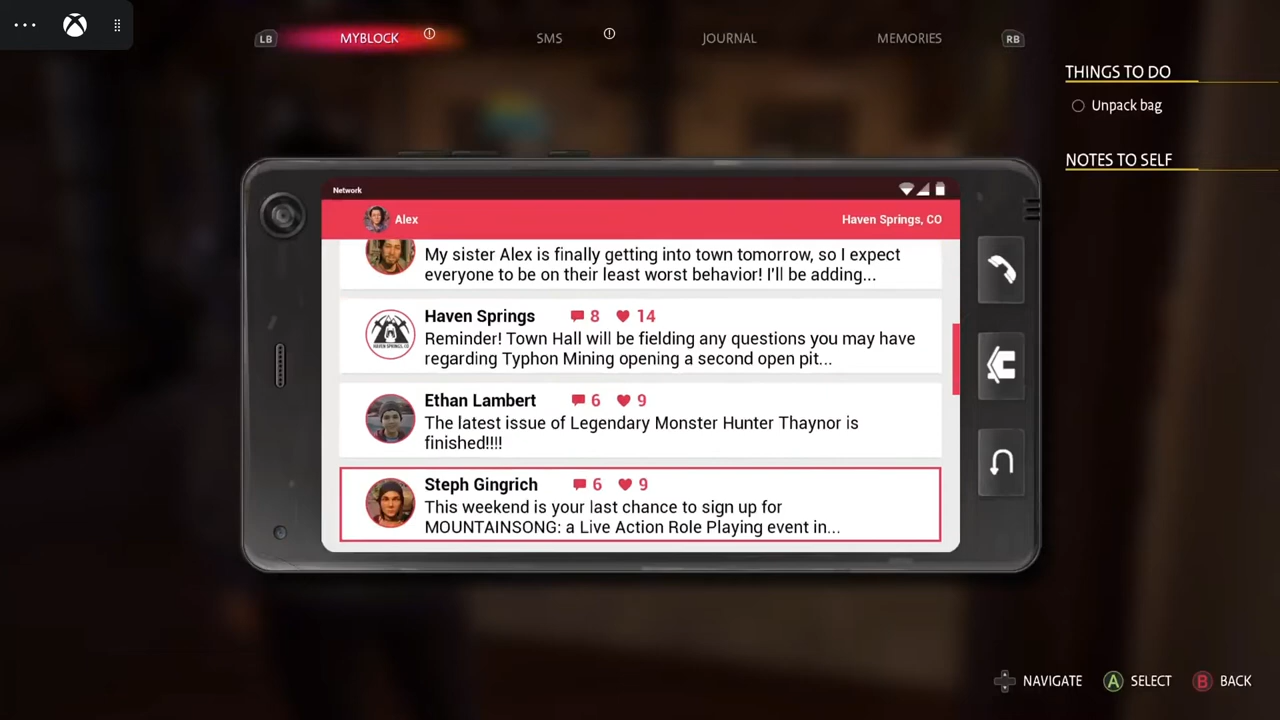 LB
MYBLOCK
SMS
JOURNAL
MEMORIES
RB
THINGS TO DO
Unpack bag
NOTES TO SELF
Network
Alex
Haven Springs, CO
My sister Alex is finally getting into town tomorrow, so I expect
everyone to be on their least worst behavior! I'll be adding...
Haven Springs 8 14
Reminder! Town Hall will be fielding any questions you may have
regarding Typhon Mining opening a second open pit...
HAVEN SPRINGS, CO
Ethan Lambert 6 9
The latest issue of Legendary Monster Hunter Thaynor is
finished!!!!
Steph Gingrich 6 9
This weekend is your last chance to sign up for
MOUNTAINSONG: a Live Action Role Playing event in...
NAVIGATE
A SELECT
B BACK